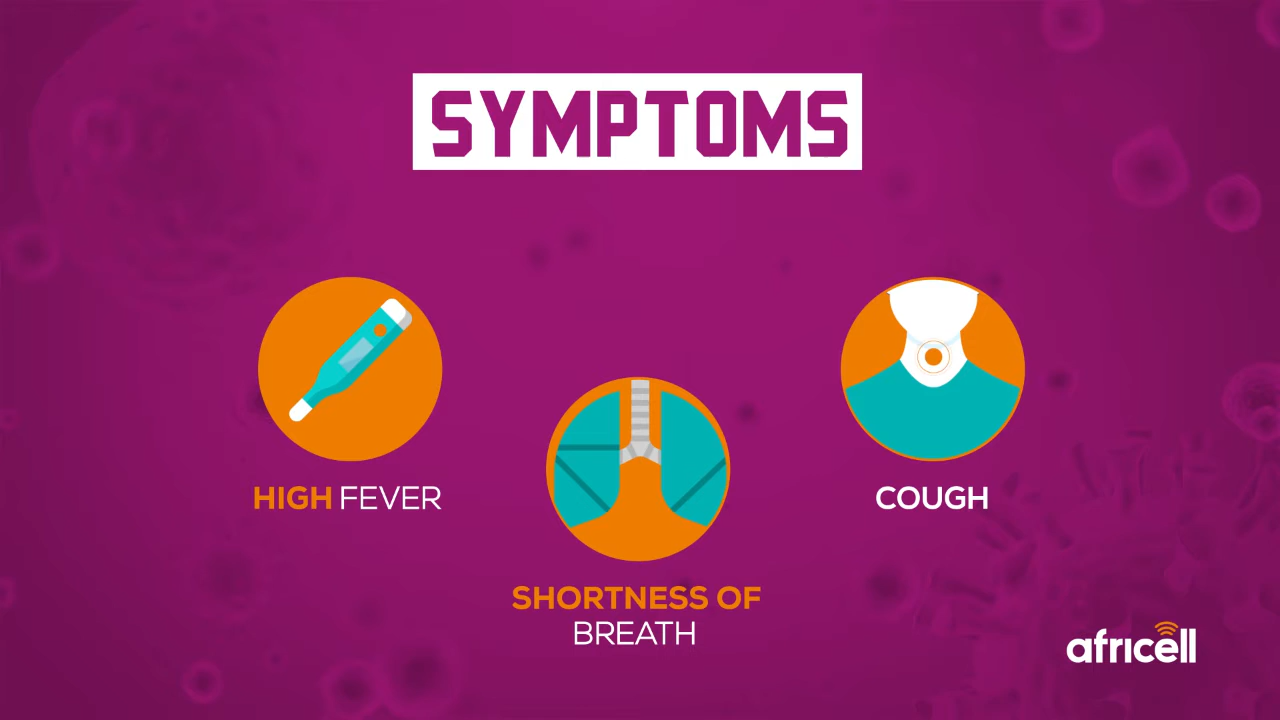 SYMPTOMS
HIGH FEVER
COUGH
SHORTNESS OF
BREATH
africell